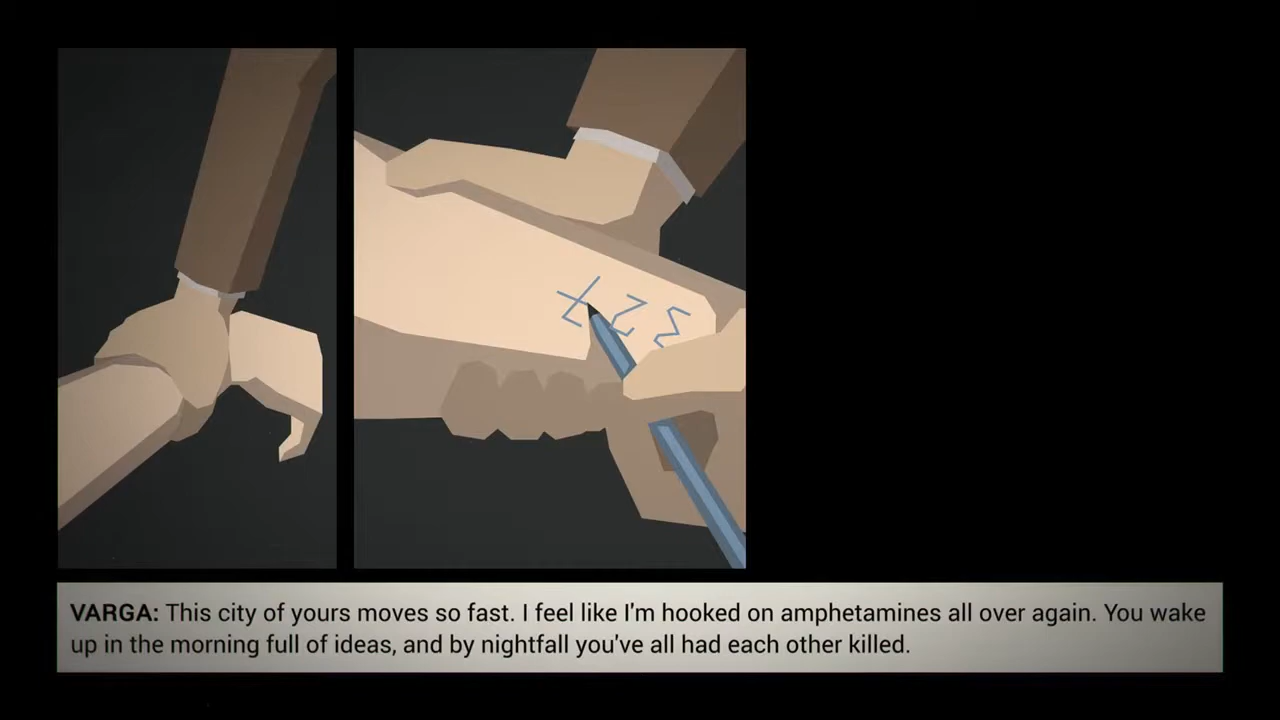 327
VARGA: This city of yours moves so fast. I feel like I'm hooked on amphetamines all over again. You wake
up in the morning full of ideas, and by nightfall you've all had each other killed.